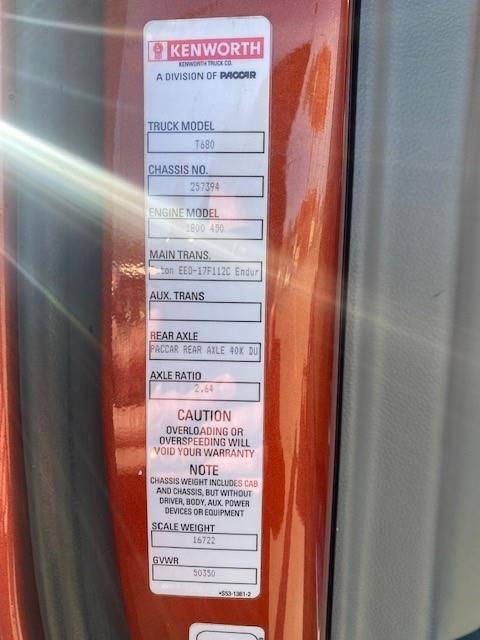 KENWORTH
KENWORTH TRUCK CO.
A DIVISION OF PACCAR
TRUCK MODEL
T680
CHASSIS NO.
257394
ENGINE MODEL
1800 400
MAIN TRANS.
EEO-17F112C Endur
AUX. TRANS
REAR AXLE
PACCAR REAR AXLE 40K DU
AXLE RATIO
2.64
CAUTION
OVERLOADING OR
OVERSPEEDING WILL
VOID YOUR WARRANTY
NOTE
CHASSIS WEIGHT INCLUDES CAB
AND CHASSIS, BUT WITHOUT
DRIVER, BODY, AUX. POWER
DEVICES OR EQUIPMENT
SCALE WEIGHT
16722
GVWR
50350
•S53-1381-2